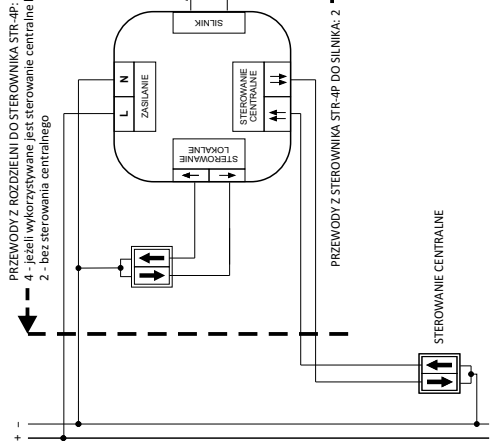 PRZEWODY Z ROZDZIELNI DO STEROWNIKA STR-4P:
4 - jeżeli wykorzystywane jest sterowanie centralne
2 - bez sterowania centralnego
SILNIK
N
L
ZASILANIE
STEROWANIE
CENTRALNE
STEROWANIE
LOKALNE
PRZEWODY Z STEROWNIKA STR-4P DO SILNIKA: 2
STEROWANIE CENTRALNE
+
-